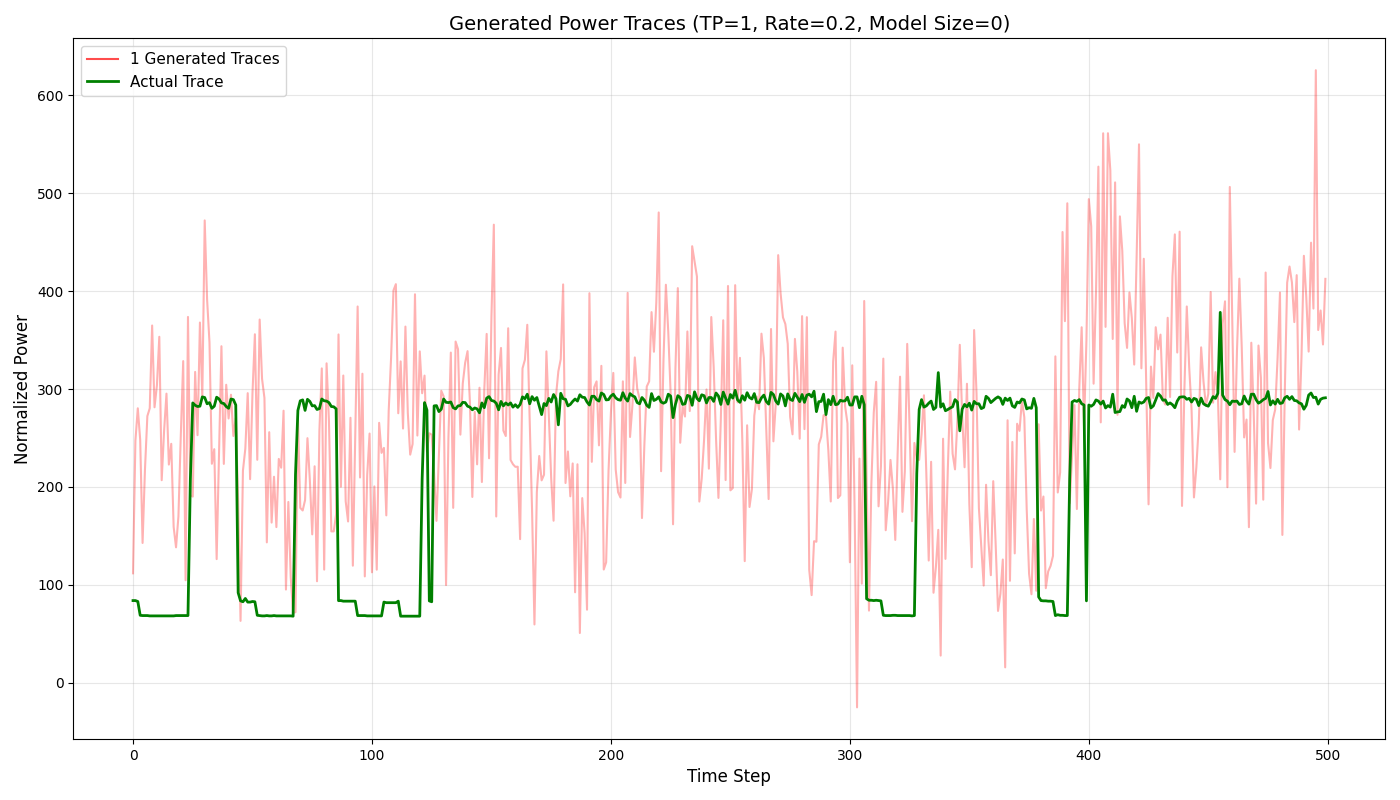 Generated Power Traces (TP=1, Rate=0.2, Model Size=0)
1 Generated Traces
Actual Trace
Normalized Power
600
500
400
300
200
100
0
0 100 200 300 400 500
Time Step